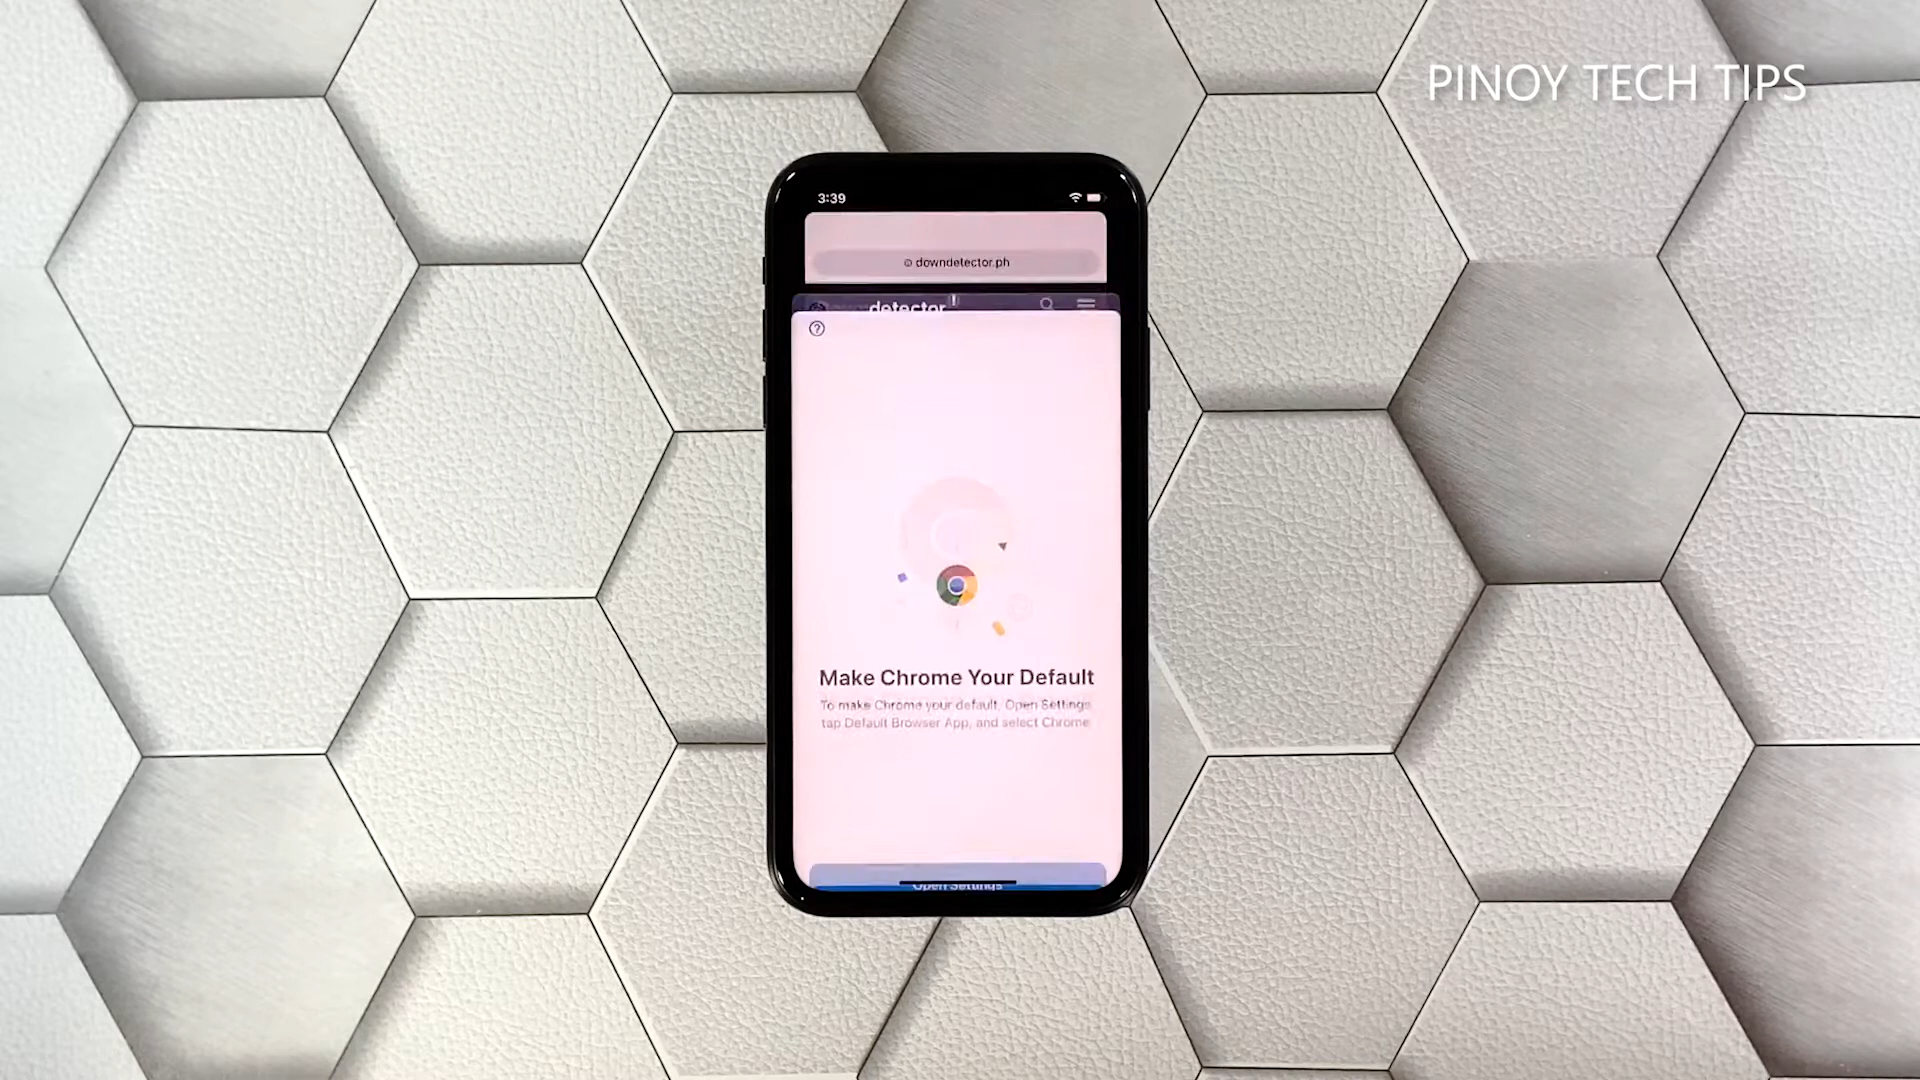 PINOY TECH TIPS
3:39
downdetector.ph
detector
Make Chrome Your Default
To make Chrome your default, Open Settings,
tap Default Browser App, and select Chrome
Open Settings